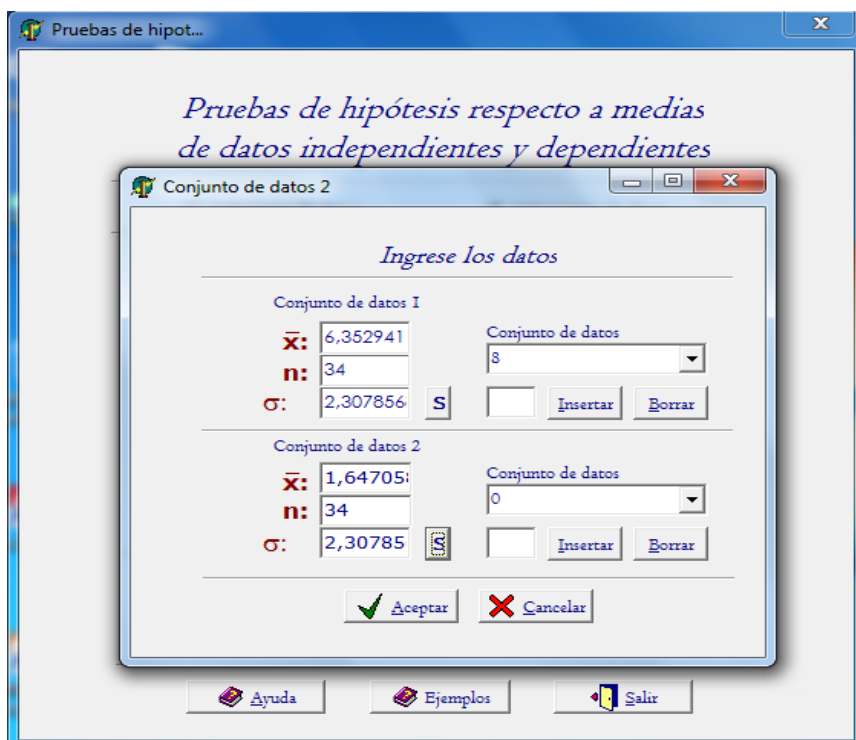 Pruebas de hipot...
Pruebas de hipótesis respecto a medias
de datos independientes y dependientes
Conjunto de datos 2
Ingrese los datos
Conjunto de datos I
x̄: 6,352941
n: 34
σ: 2,307856 S
Conjunto de datos
8
Insertar Borrar
Conjunto de datos 2
x̄: 1,64705
n: 34
σ: 2,30785 S
Conjunto de datos
0
Insertar Borrar
Aceptar Cancelar
Ayuda Ejemplos Salir